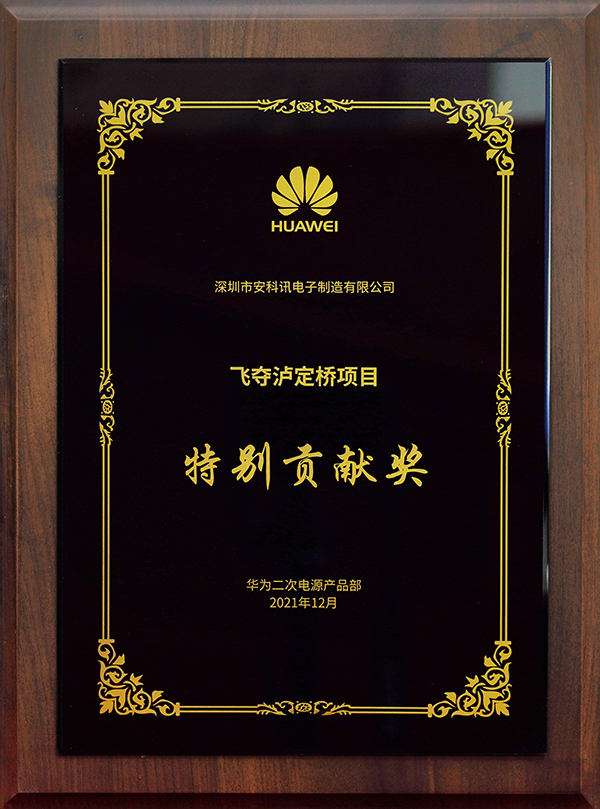 HUAWEI
深圳市安科讯电子制造有限公司
飞夺泸定桥项目
特别贡献奖
华为二次电源产品部
2021年12月